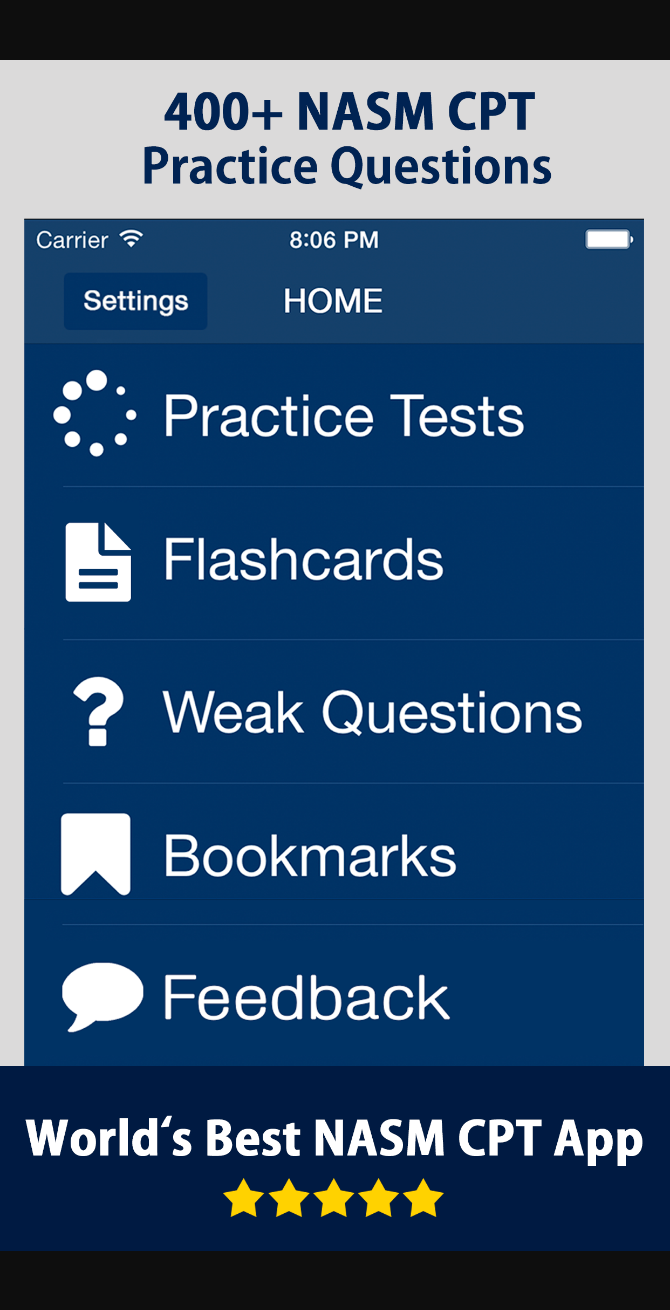 400+ NASM CPT
Practice Questions
Carrier 8:06 PM
Settings HOME
Practice Tests
Flashcards
Weak Questions
Bookmarks
Feedback
World‘s Best NASM CPT App